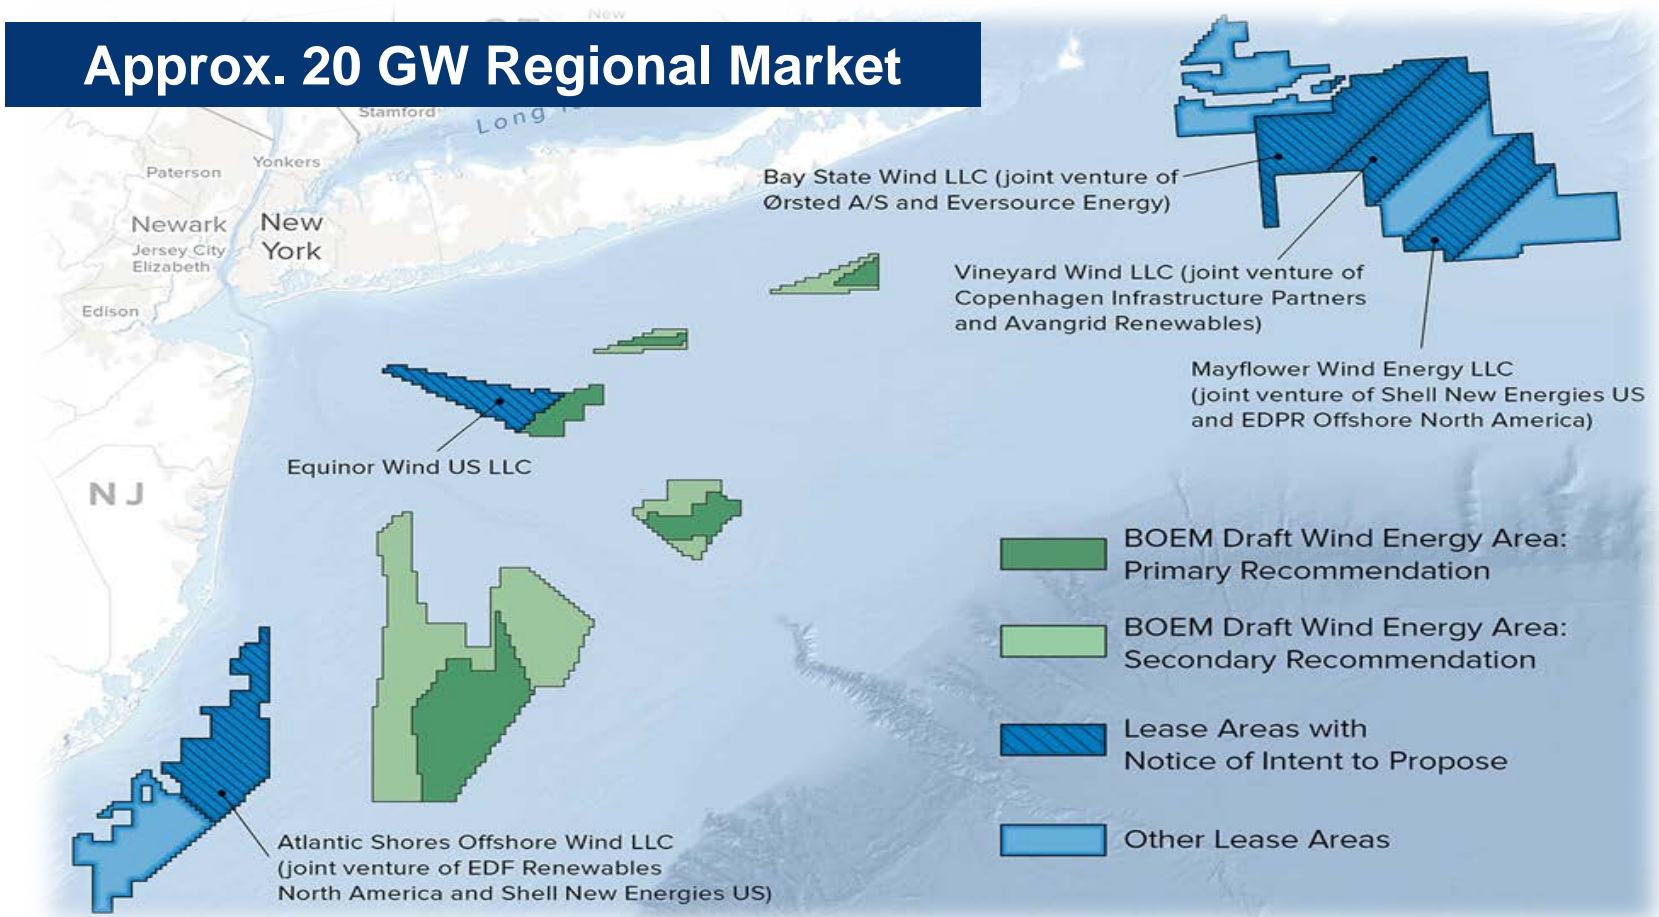 New
Approx. 20 GW Regional Market
Stamford
Long
Yonkers
Paterson
Newark
New
York
Jersey City
Elizabeth
Edison
NJ
Bay State Wind LLC (joint venture of
Ørsted A/S and Eversource Energy)
Vineyard Wind LLC (joint venture of
Copenhagen Infrastructure Partners
and Avangrid Renewables)
Mayflower Wind Energy LLC
(joint venture of Shell New Energies US
and EDPR Offshore North America)
Equinor Wind US LLC
Atlantic Shores Offshore Wind LLC
(joint venture of EDF Renewables
North America and Shell New Energies US)
BOEM Draft Wind Energy Area:
Primary Recommendation
BOEM Draft Wind Energy Area:
Secondary Recommendation
Lease Areas with
Notice of Intent to Propose
Other Lease Areas